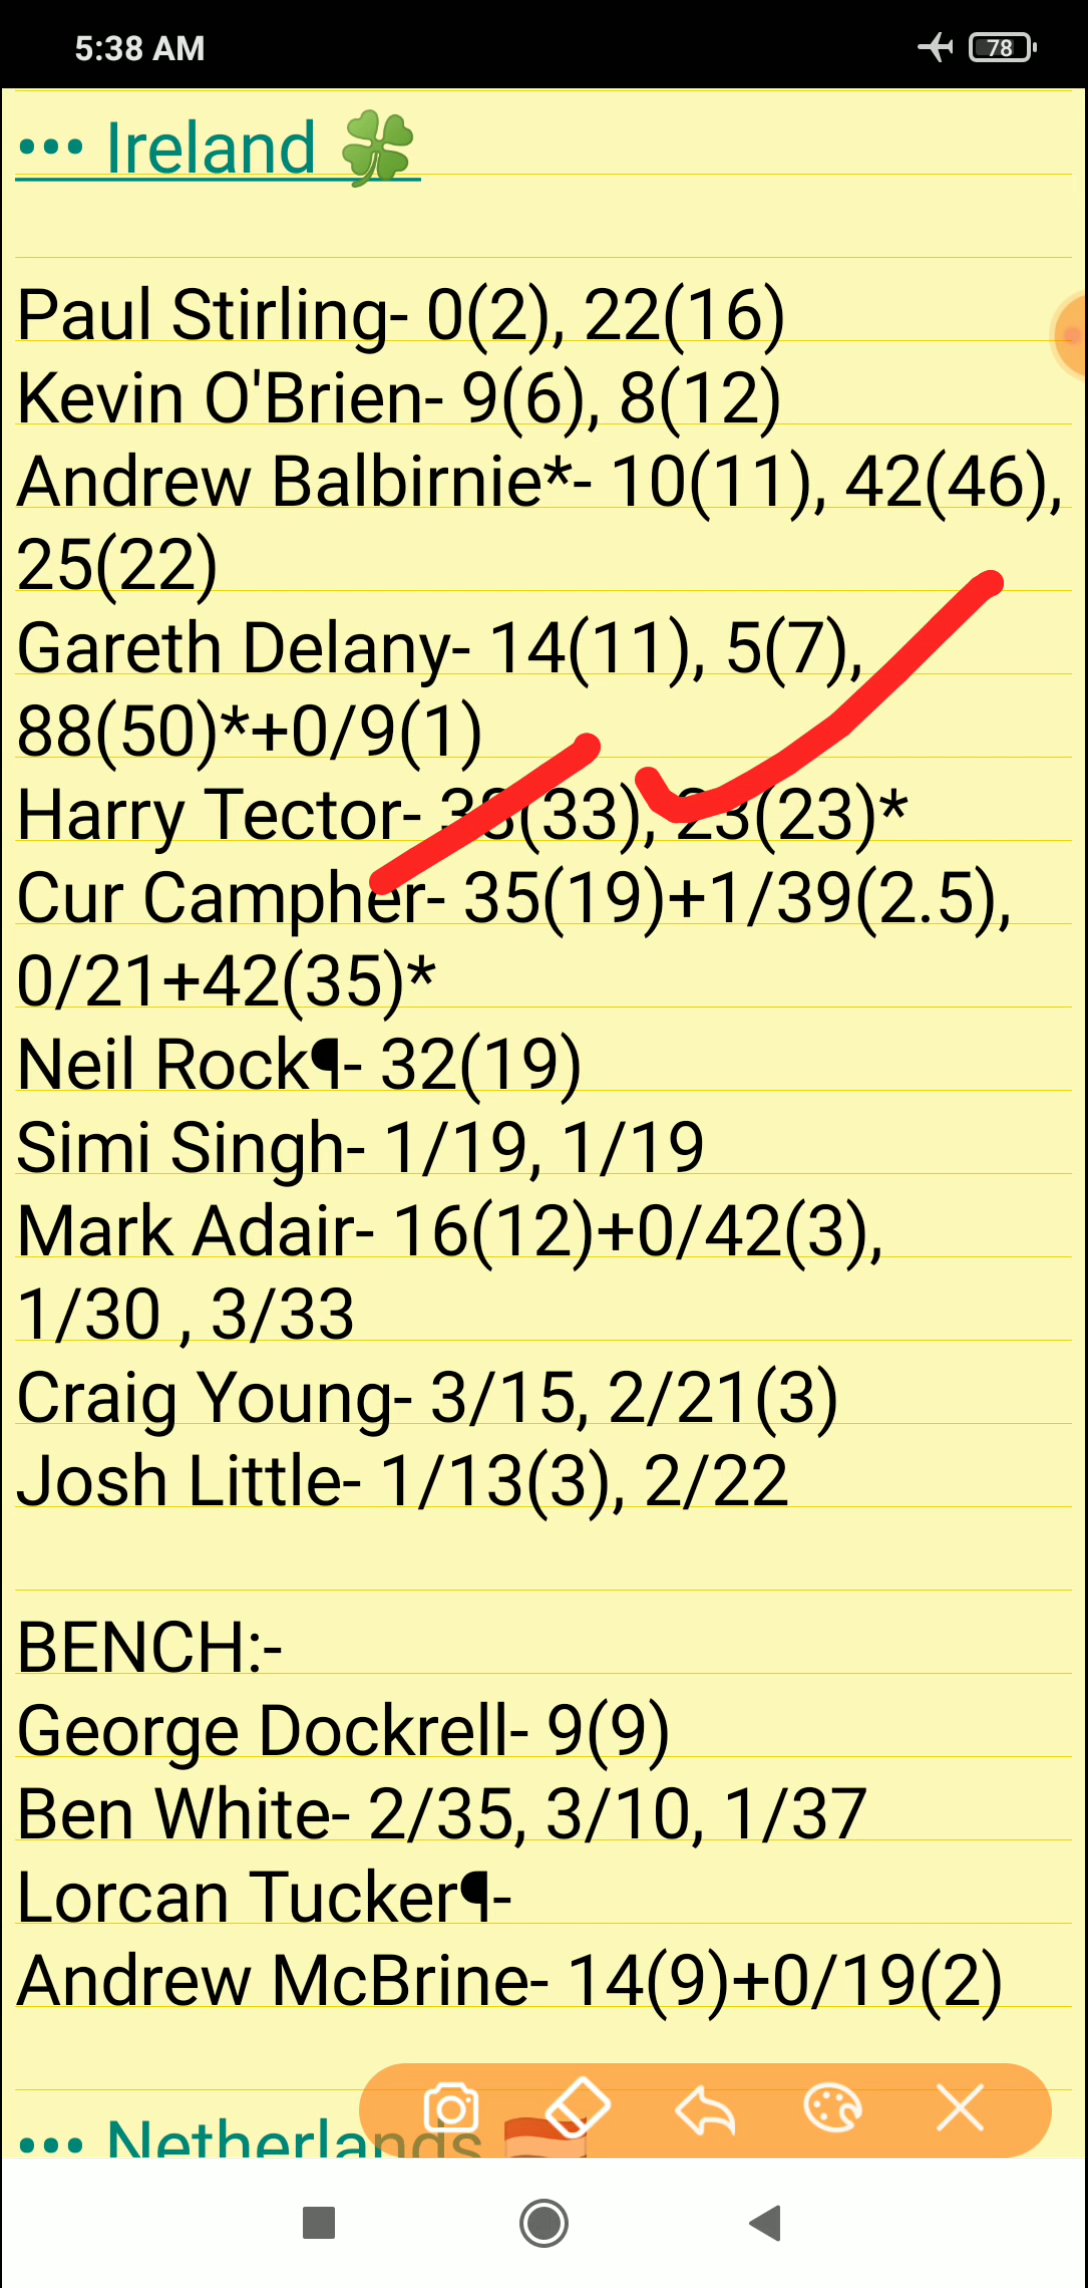 5:38 AM
78
••• Ireland 🍀
Paul Stirling- 0(2), 22(16)
Kevin O'Brien- 9(6), 8(12)
Andrew Balbirnie*- 10(11), 42(46),
25(22)
Gareth Delany- 14(11), 5(7),
88(50)*+0/9(1)
Harry Tector- 38(33), 23(23)*
Cur Campher- 35(19)+1/39(2.5),
0/21+42(35)*
Neil Rock¶- 32(19)
Simi Singh- 1/19, 1/19
Mark Adair- 16(12)+0/42(3),
1/30 , 3/33
Craig Young- 3/15, 2/21(3)
Josh Little- 1/13(3), 2/22
BENCH:-
George Dockrell- 9(9)
Ben White- 2/35, 3/10, 1/37
Lorcan Tucker¶-
Andrew McBrine- 14(9)+0/19(2)
••• Netherlands